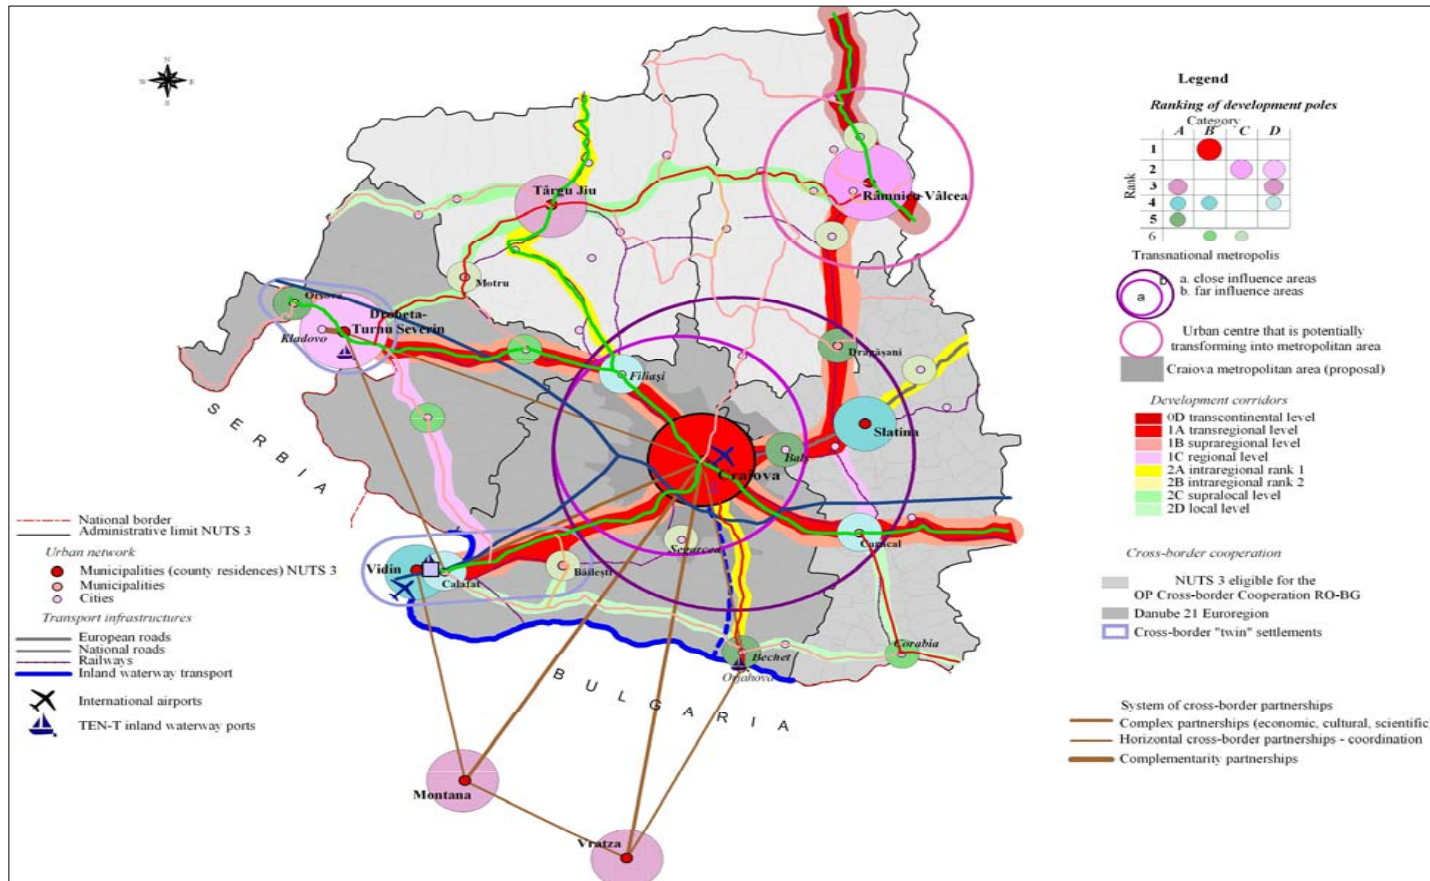 N
W
E
S
Târgu Jiu
Râmnicu Vâlcea
Motru
Orsova
Drobeta-
Turnu Severin
Kladovo
Filiași
Drăgășani
Slatina
Balș
Craiova
Caracal
Segarcea
Vidin
Calafat
Băilești
Bechet
Orjahova
Corabia
Montana
Vratza
S E R B I A
B U L G A R I A
National border
Administrative limit NUTS 3
Urban network
Municipalities (county residences) NUTS 3
Municipalities
Cities
Transport infrastructures
European roads
National roads
Railways
Inland waterway transport
International airports
TEN-T inland waterway ports
Legend
Ranking of development poles
Category
A B C D
Rank
1
2
3
4
5
6
Transnational metropolis
b
a
a. close influence areas
b. far influence areas
Urban centre that is potentially
transforming into metropolitan area
Craiova metropolitan area (proposal)
Development corridors
0D transcontinental level
1A transregional level
1B supraregional level
1C regional level
2A intraregional rank 1
2B intraregional rank 2
2C supralocal level
2D local level
Cross-border cooperation
NUTS 3 eligible for the
OP Cross-border Cooperation RO-BG
Danube 21 Euroregion
Cross-border "twin" settlements
System of cross-border partnerships
Complex partnerships (economic, cultural, scientific
Horizontal cross-border partnerships - coordination
Complementarity partnerships